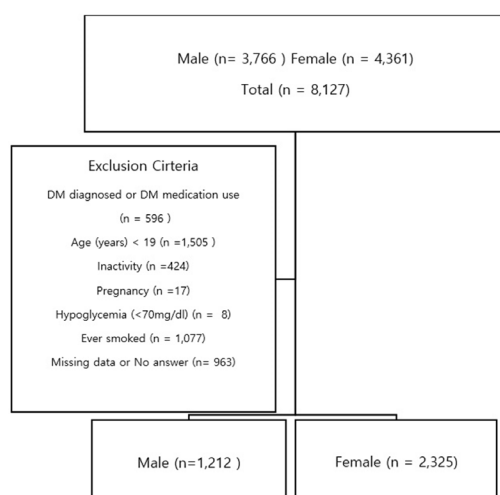 Male (n= 3,766 ) Female (n = 4,361)
Total (n = 8,127)
Exclusion Cirteria
DM diagnosed or DM medication use
(n = 596 )
Age (years) < 19 (n =1,505 )
Inactivity (n =424)
Pregnancy (n =17)
Hypoglycemia (<70mg/dl) (n =  8)
Ever smoked (n = 1,077)
Missing data or No answer (n= 963)
Male (n=1,212 )
Female (n = 2,325)